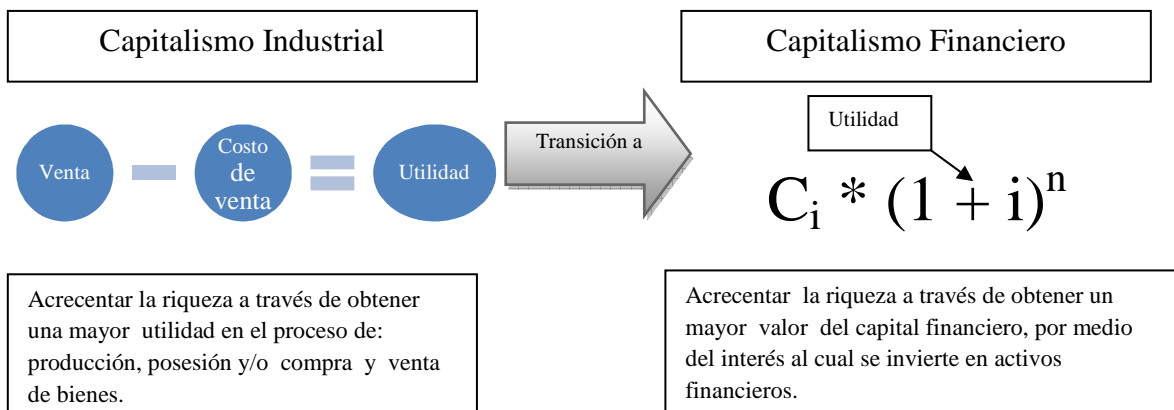 Capitalismo Industrial
Capitalismo Financiero
Venta
Costo
de
venta
Utilidad
Transición a
Utilidad
Cᵢ * (1 + i)ⁿ
Acrecentar la riqueza a través de obtener
una mayor utilidad en el proceso de:
producción, posesión y/o compra y venta
de bienes.
Acrecentar la riqueza a través de obtener un
mayor valor del capital financiero, por medio
del interés al cual se invierte en activos
financieros.